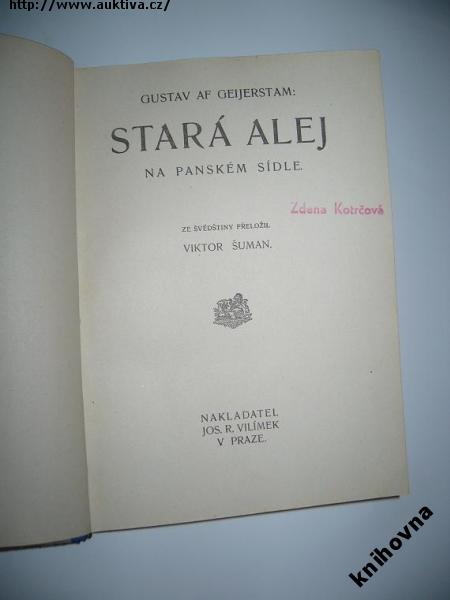 http://www.auktiva.cz/
GUSTAV AF GEIJERSTAM:
STARÁ ALEJ
NA PANSKÉM SÍDLE.
Zdena Kotrčová
ZE ŠVÉDŠTINY PŘELOŽIL
VIKTOR ŠUMAN.
NAKLADATEL
JOS. R. VILÍMEK
V PRAZE.
knihovna